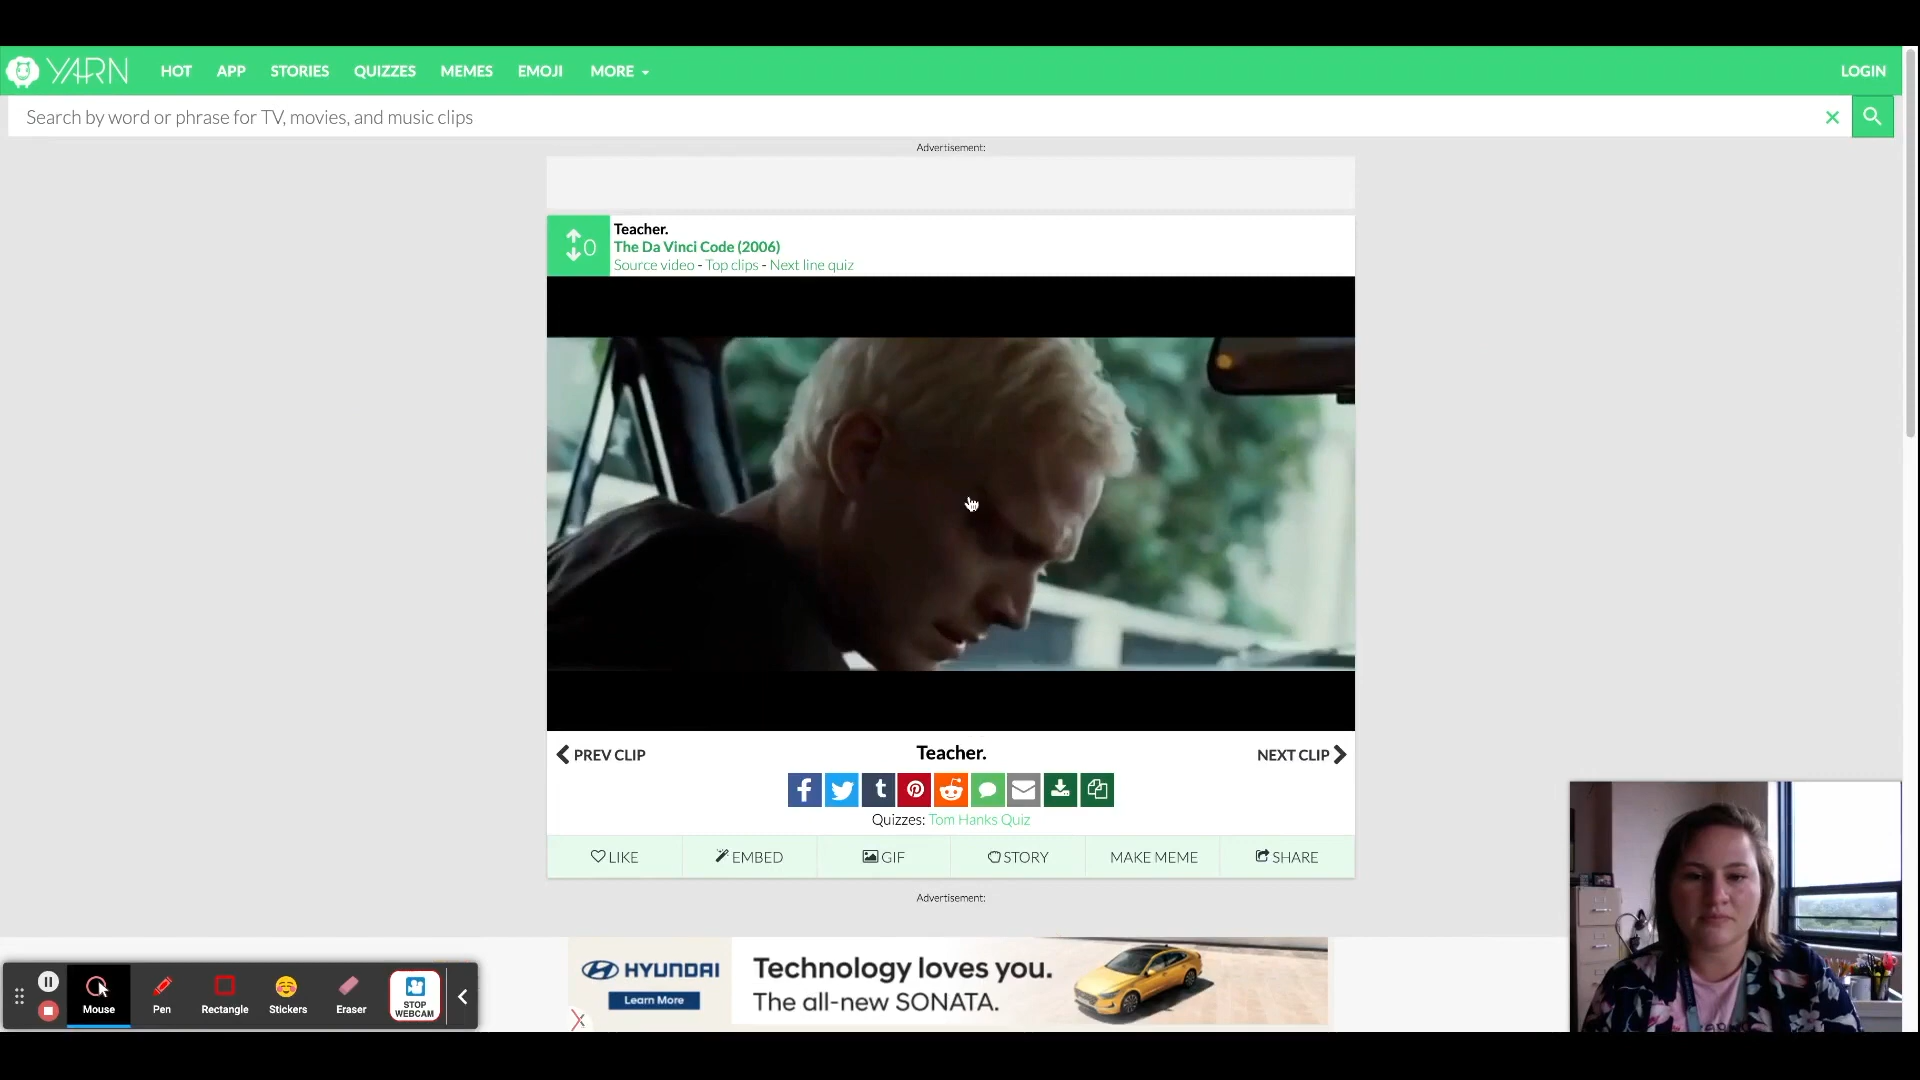 YARN
HOT
APP
STORIES
QUIZZES
MEMES
EMOJI
MORE
LOGIN
Search by word or phrase for TV, movies, and music clips
Advertisement:
0
Teacher.
The Da Vinci Code (2006)
Source video - Top clips - Next line quiz
PREV CLIP
Teacher.
NEXT CLIP
Quizzes: Tom Hanks Quiz
LIKE
EMBED
GIF
STORY
MAKE MEME
SHARE
Advertisement:
HYUNDAI
Learn More
Technology loves you.
The all-new SONATA.
Mouse
Pen
Rectangle
Stickers
Eraser
STOP
WEBCAM